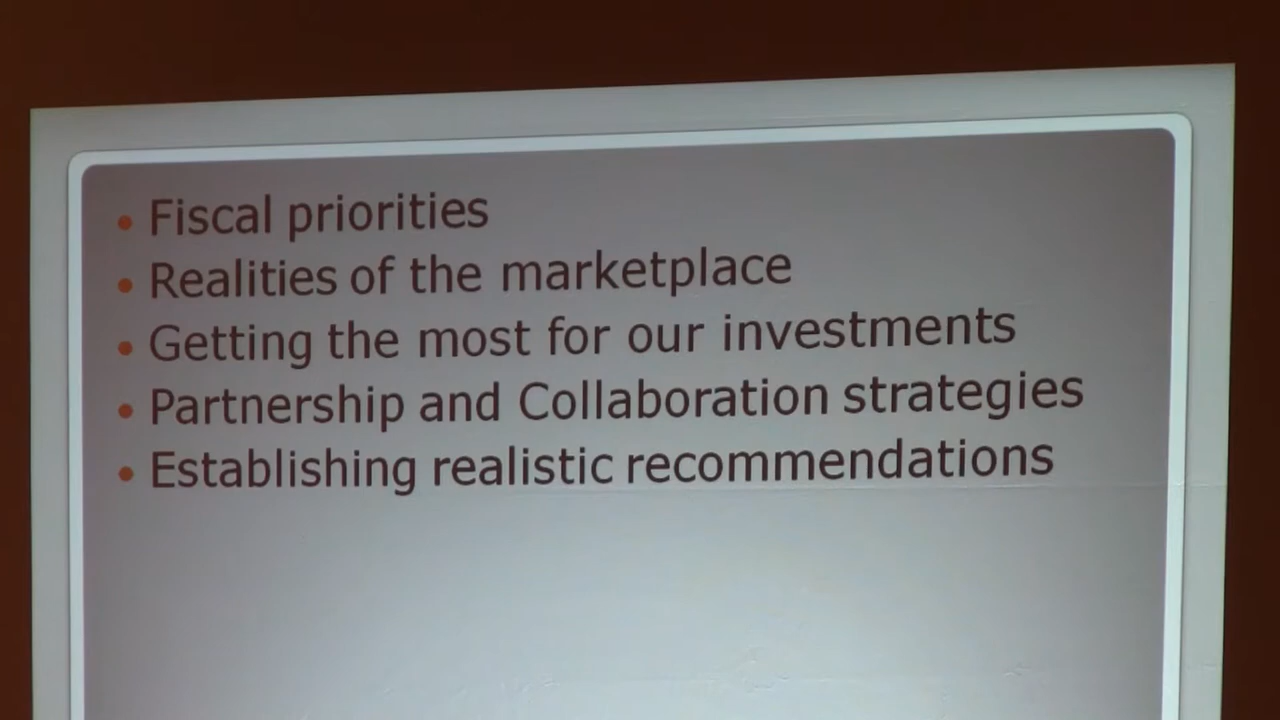 • Fiscal priorities
• Realities of the marketplace
• Getting the most for our investments
• Partnership and Collaboration strategies
• Establishing realistic recommendations